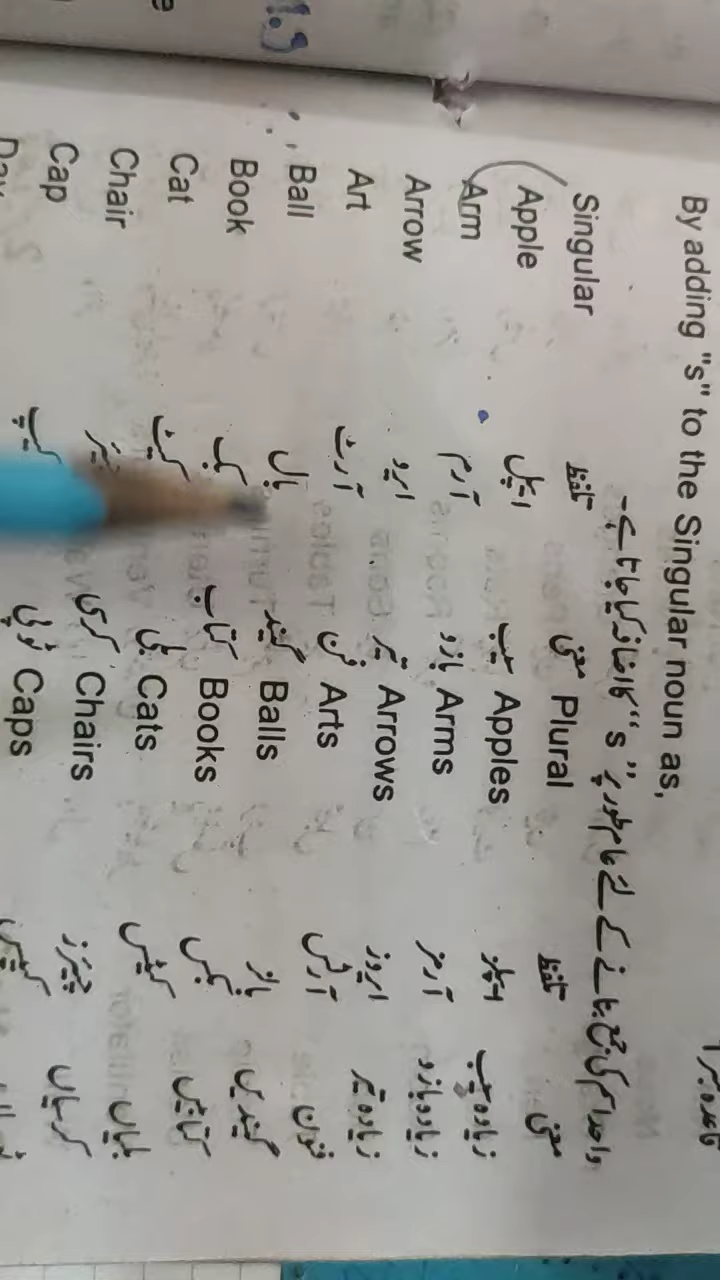 قاعدہ نمبر 1
By adding "s" to the Singular noun as,
واحد اسم کی جمع بنانے کے لئے عام طور پر "s" کا اضافہ کیا جاتا ہے۔
Singular تلفظ معنی Plural تلفظ معنی
Apple ایپل سیب Apples ایپلز زیادہ سیب
Arm آرم بازو Arms آرمز زیادہ بازو
Arrow ایرو تیر Arrows ایروز زیادہ تیر
Art آرٹ فن Arts آرٹس فنون
Ball بال گیند Balls بالز گیندیں
Book بک کتاب Books بکس کتابیں
Cat کیٹ بلی Cats کیٹس بلیاں
Chair چیئر کرسی Chairs چیئرز کرسیاں
Cap کیپ ٹوپی Caps کیپس